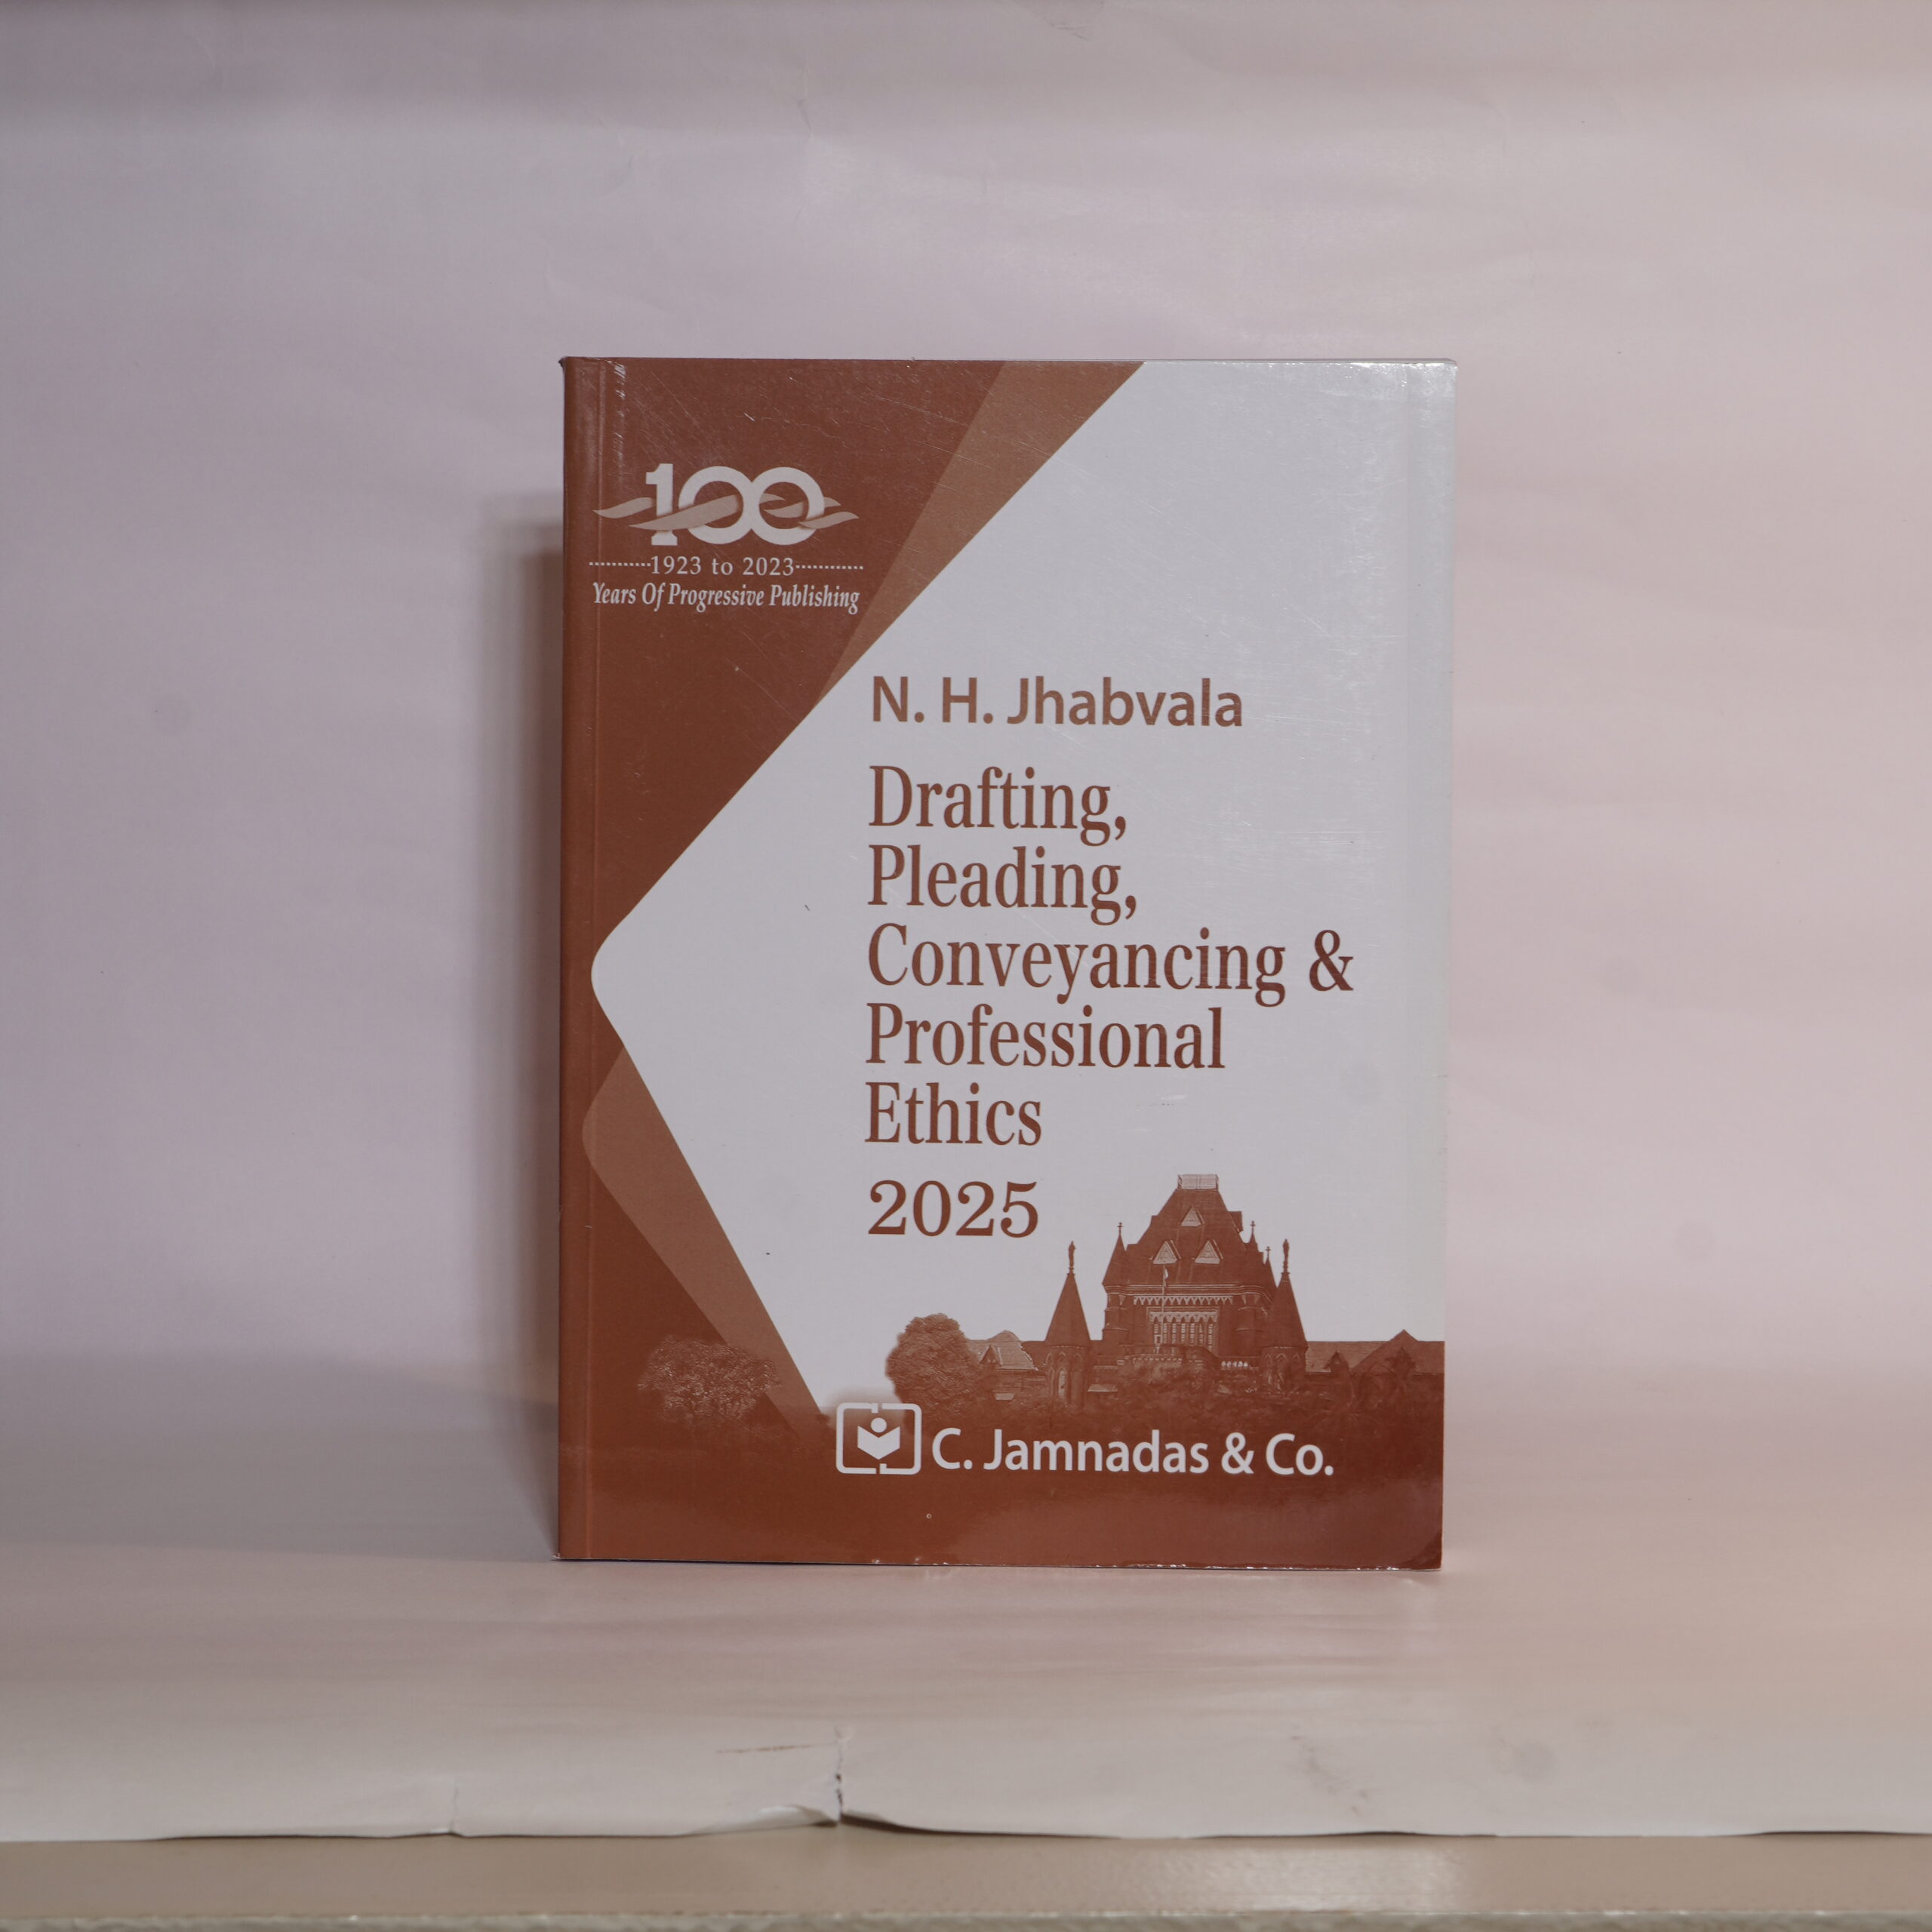 100
1923 to 2023
Years Of Progressive Publishing
N. H. Jhabvala
Drafting,
Pleading,
Conveyancing &
Professional
Ethics
2025
C. Jamnadas & Co.